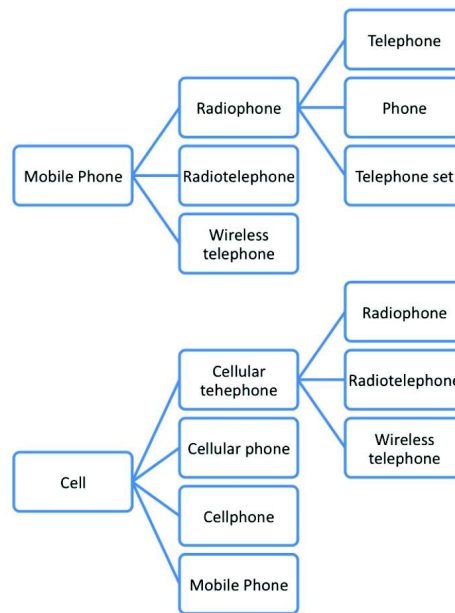 Telephone
Radiophone
Phone
Mobile Phone
Radiotelephone
Telephone set
Wireless
telephone
Radiophone
Cellular
tehephone
Radiotelephone
Cellular phone
Wireless
telephone
Cell
Cellphone
Mobile Phone